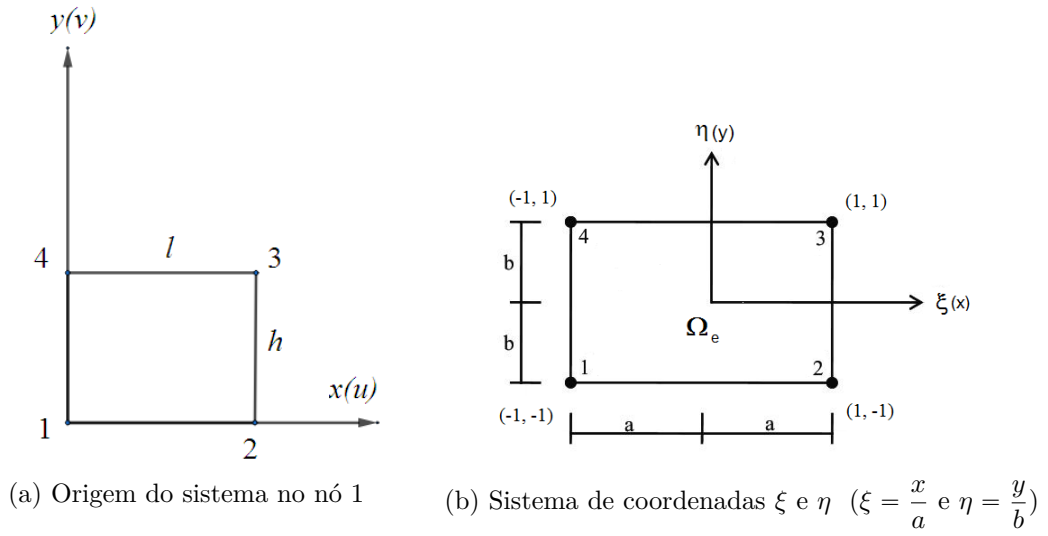 y(v)
4
l
3
h
x(u)
1
2
(a) Origem do sistema no nó 1
η(y)
(-1, 1)
(1, 1)
4
3
b
ξ(x)
Ωe
b
1
2
(-1, -1)
(1, -1)
a
a
(b) Sistema de coordenadas ξ e η (ξ = x/a e η = y/b)